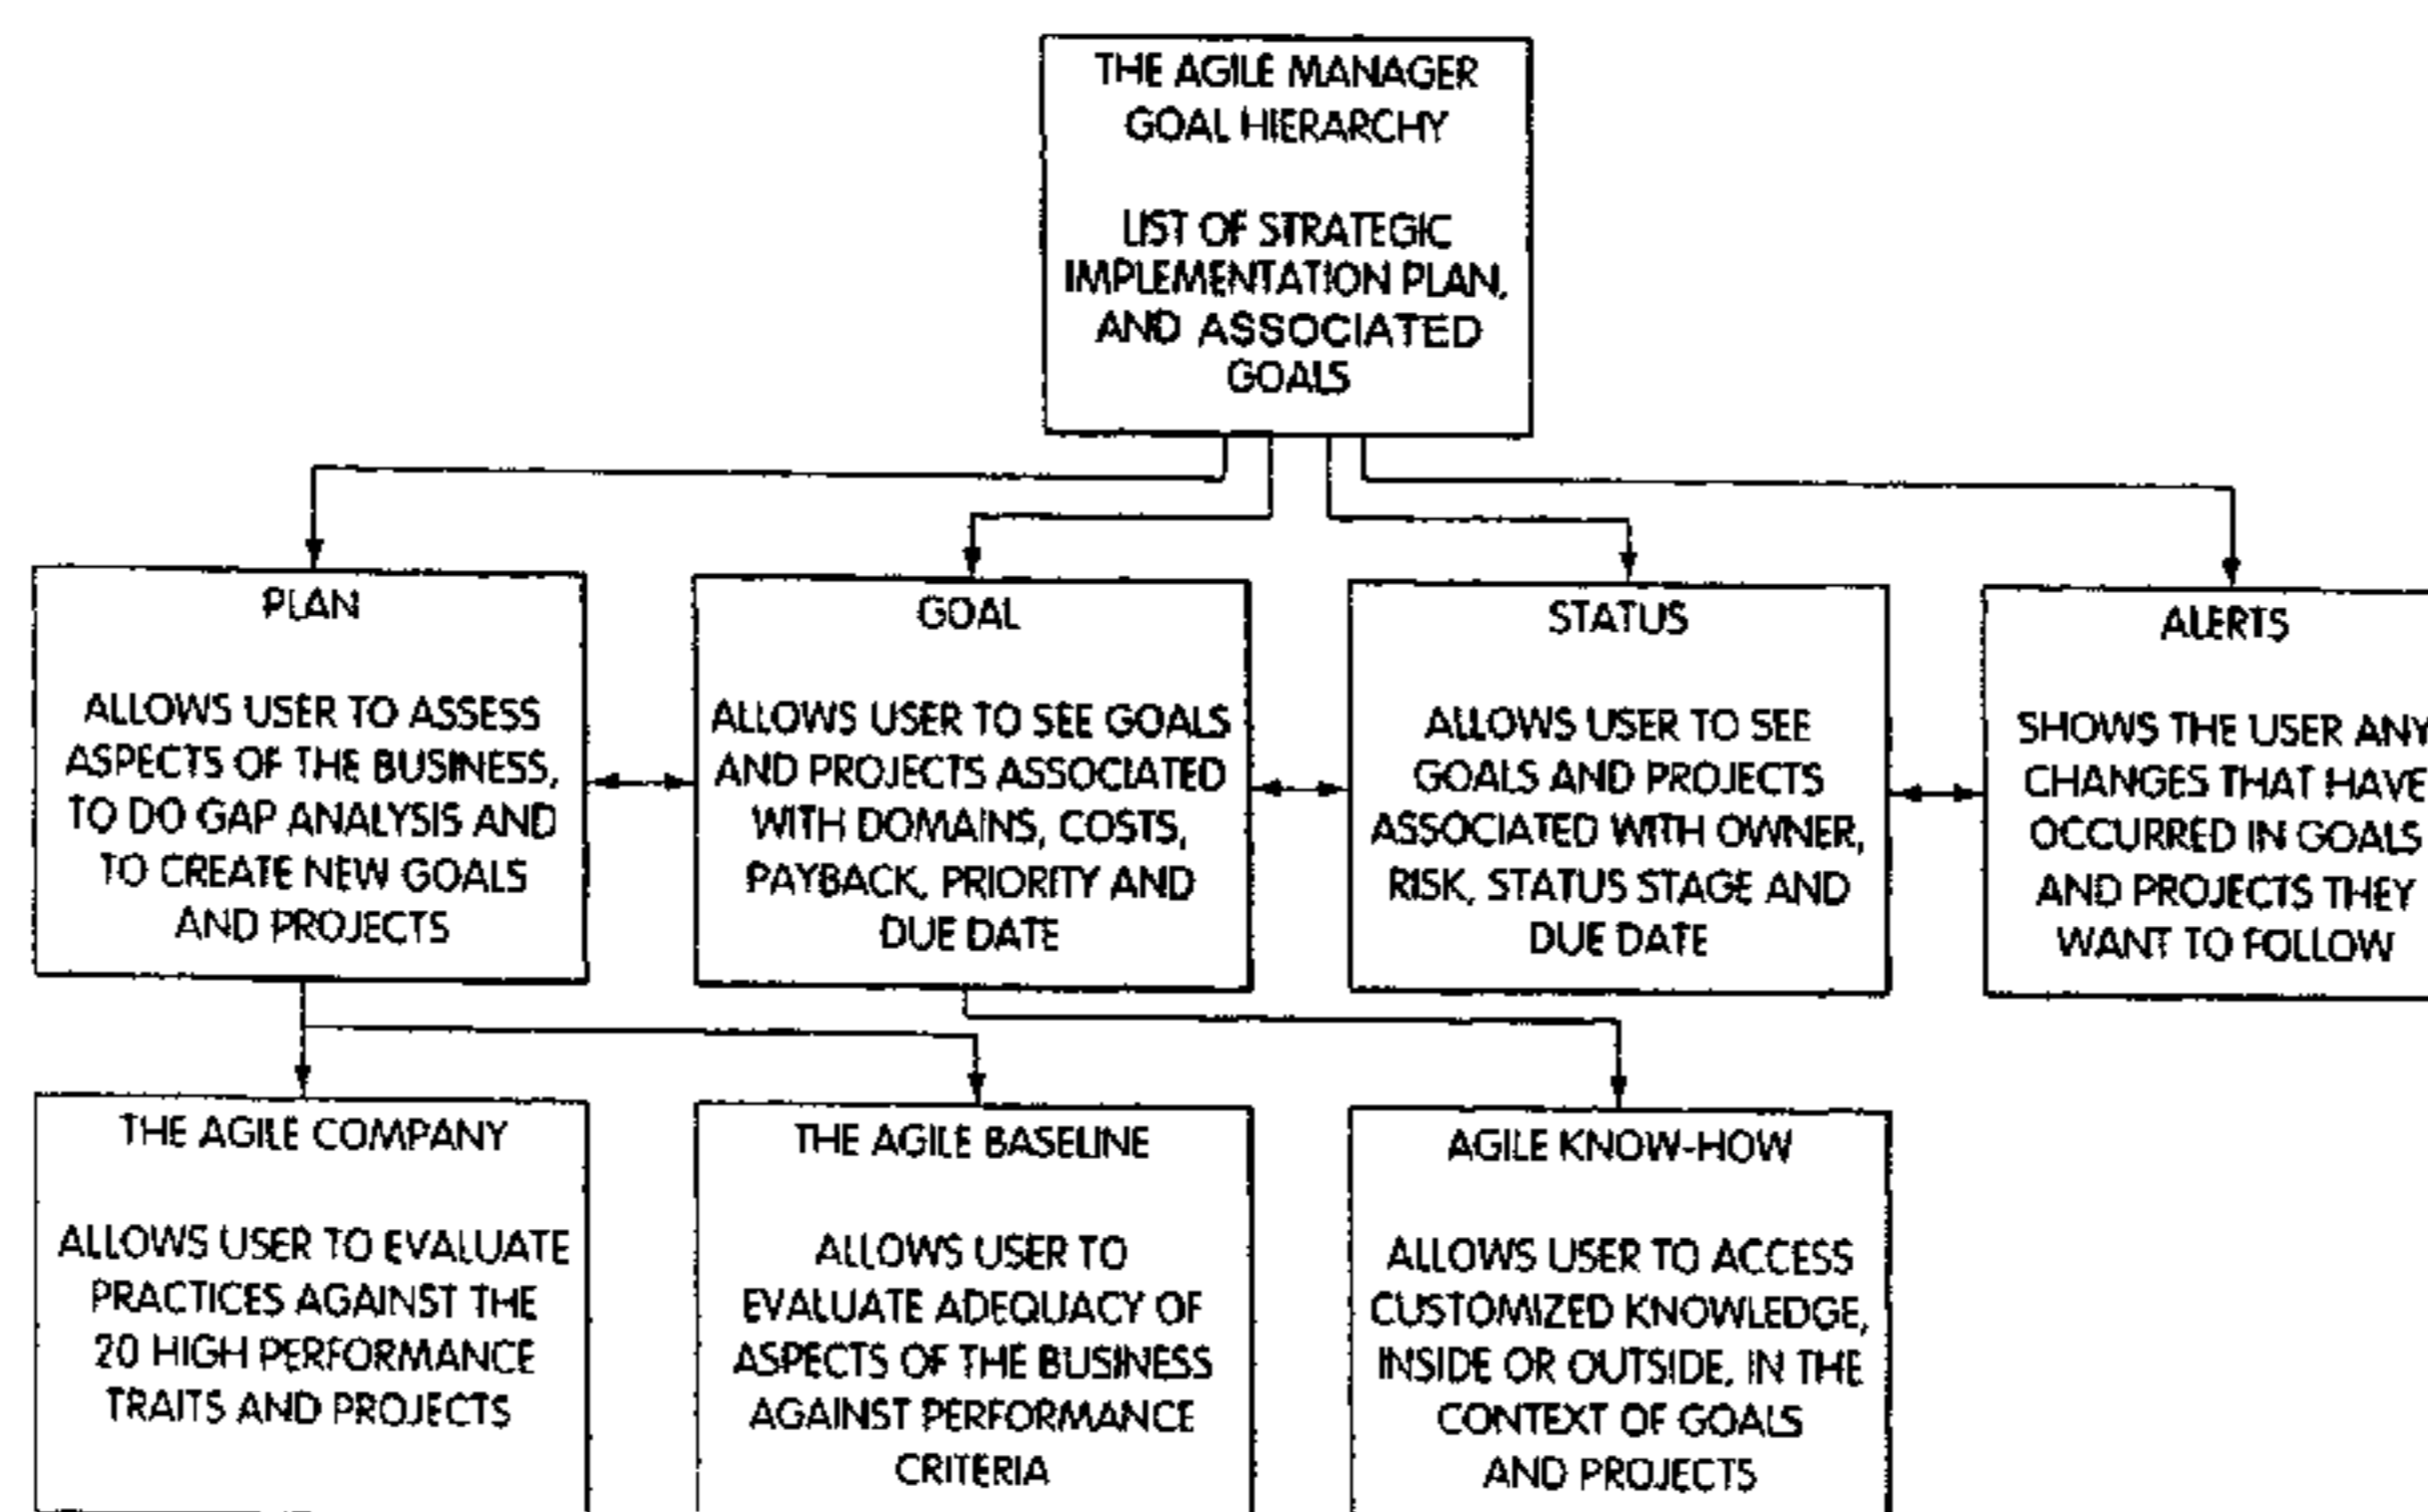 THE AGILE MANAGER
GOAL HIERARCHY
LIST OF STRATEGIC
IMPLEMENTATION PLAN,
AND ASSOCIATED
GOALS
PLAN
ALLOWS USER TO ASSESS
ASPECTS OF THE BUSINESS,
TO DO GAP ANALYSIS AND
TO CREATE NEW GOALS
AND PROJECTS
GOAL
ALLOWS USER TO SEE GOALS
AND PROJECTS ASSOCIATED
WITH DOMAINS, COSTS,
PAYBACK, PRIORITY AND
DUE DATE
STATUS
ALLOWS USER TO SEE
GOALS AND PROJECTS
ASSOCIATED WITH OWNER,
RISK, STATUS STAGE AND
DUE DATE
ALERTS
SHOWS THE USER ANY
CHANGES THAT HAVE
OCCURRED IN GOALS
AND PROJECTS THEY
WANT TO FOLLOW
THE AGILE COMPANY
ALLOWS USER TO EVALUATE
PRACTICES AGAINST THE
20 HIGH PERFORMANCE
TRAITS AND PROJECTS
THE AGILE BASELINE
ALLOWS USER TO
EVALUATE ADEQUACY OF
ASPECTS OF THE BUSINESS
AGAINST PERFORMANCE
CRITERIA
AGILE KNOW-HOW
ALLOWS USER TO ACCESS
CUSTOMIZED KNOWLEDGE,
INSIDE OR OUTSIDE, IN THE
CONTEXT OF GOALS
AND PROJECTS